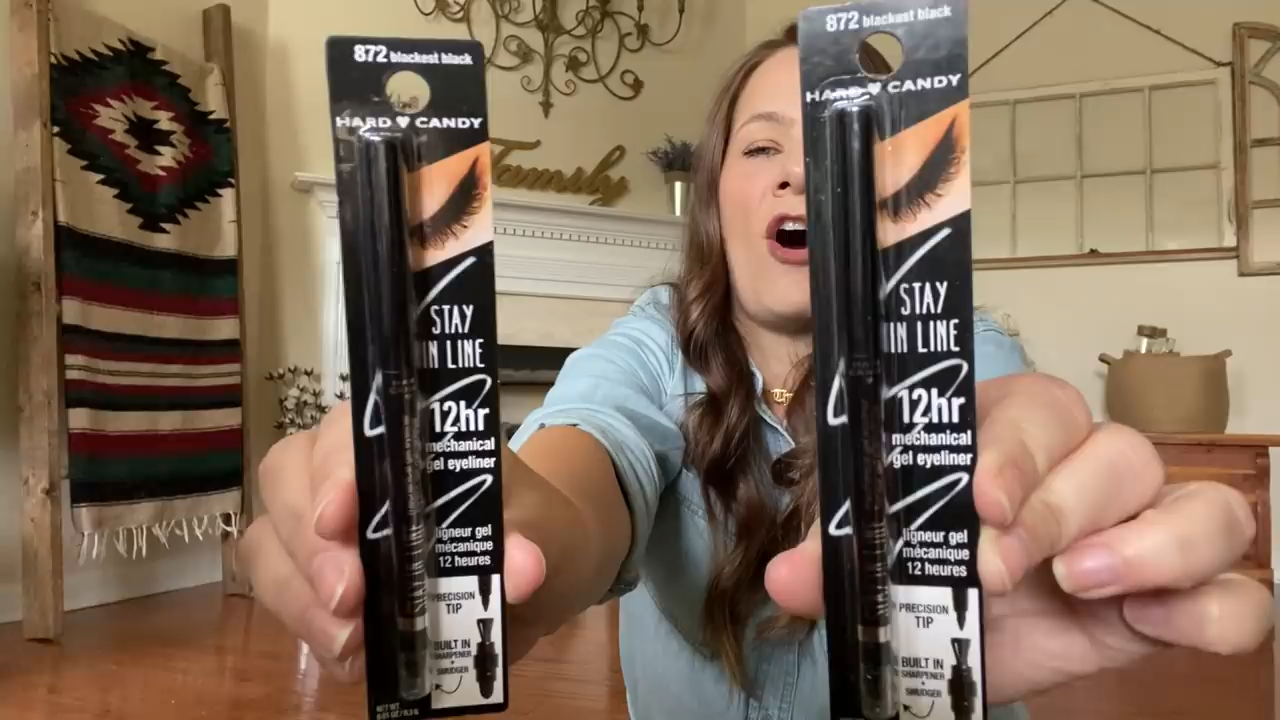 872 blackest black
HARD ♥ CANDY
STAY
IN LINE
12hr
mechanical
gel eyeliner
ligneur gel
mécanique
12 heures
PRECISION
TIP
BUILT IN
SHARPENER
+
SMUDGER
NET WT
872 blackest black
HARD ♥ CANDY
STAY
IN LINE
12hr
mechanical
gel eyeliner
ligneur gel
mécanique
12 heures
PRECISION
TIP
BUILT IN
SHARPENER
+
SMUDGER
Family